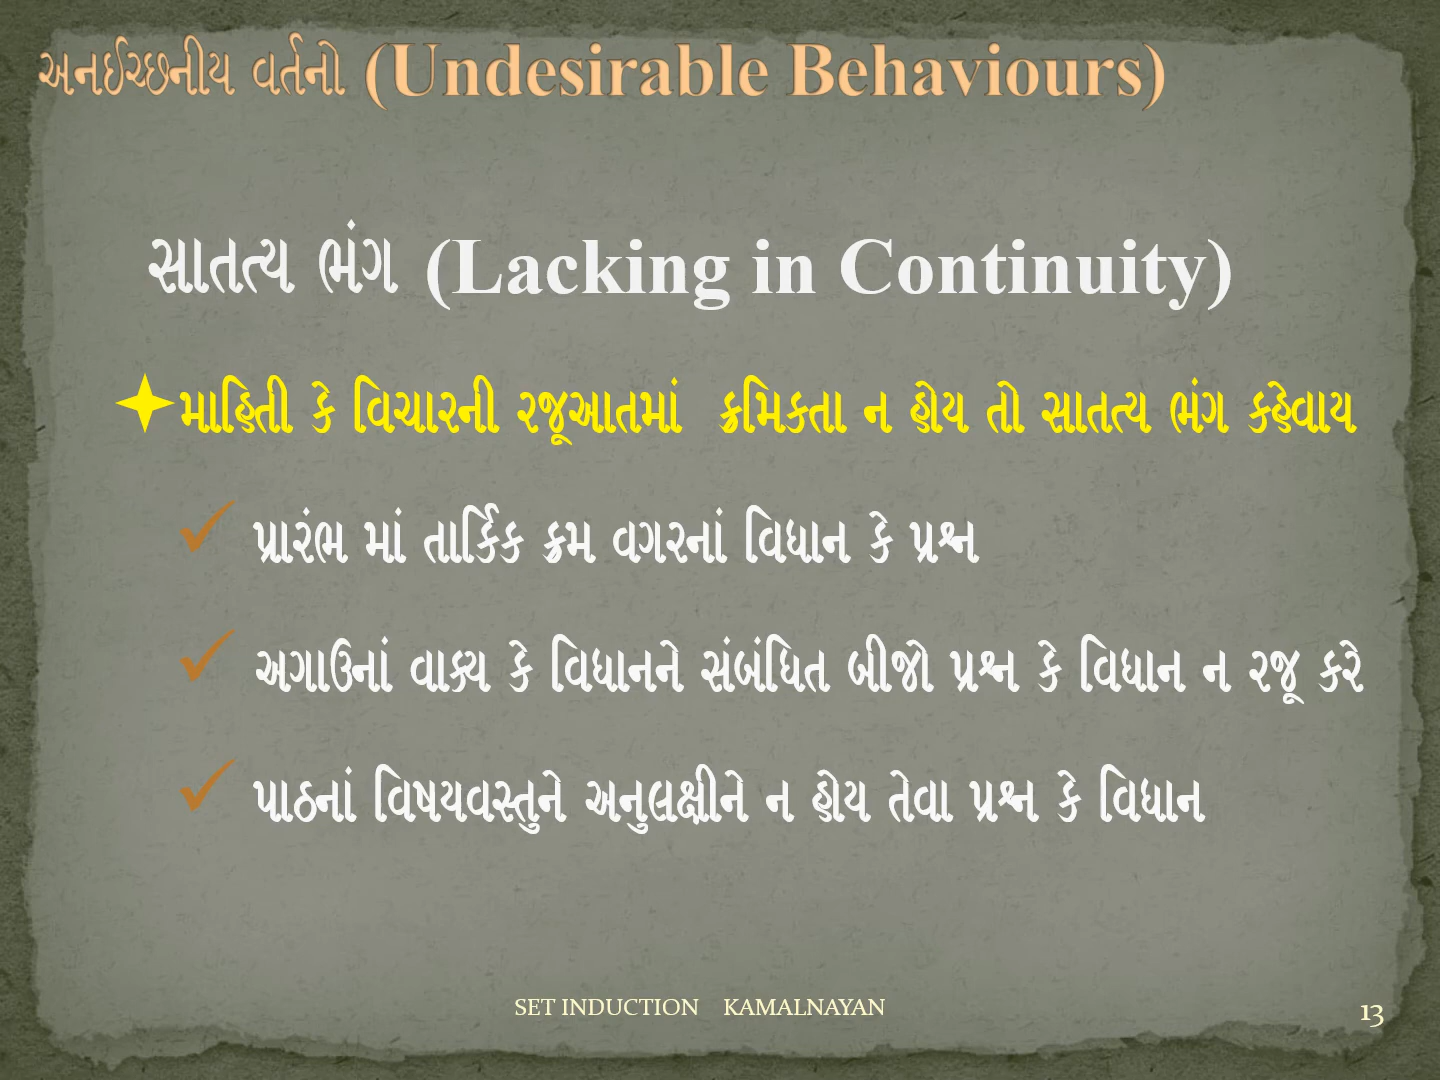 અનઈચ્છનીય વર્તનો (Undesirable Behaviours)
સાતત્ય ભંગ (Lacking in Continuity)
માહિતી કે વિચારની રજૂઆતમાં ક્રમિકતા ન હોય તો સાતત્ય ભંગ કહેવાય
પ્રારંભ માં તાર્કિક ક્રમ વગરનાં વિધાન કે પ્રશ્ન
અગાઉનાં વાક્ય કે વિધાનને સંબંધિત બીજો પ્રશ્ન કે વિધાન ન રજૂ કરે
પાઠનાં વિષયવસ્તુને અનુલક્ષીને ન હોય તેવા પ્રશ્ન કે વિધાન
SET INDUCTION KAMALNAYAN
13